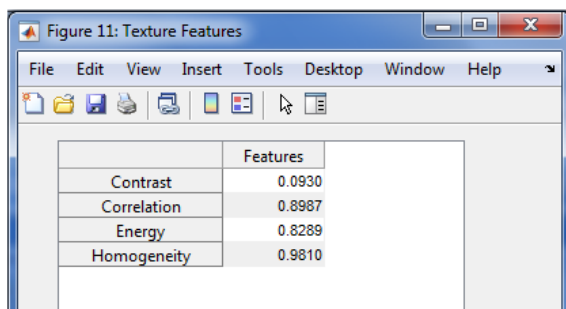 Figure 11: Texture Features
File Edit View Insert Tools Desktop Window Help
Features
Contrast 0.0930
Correlation 0.8987
Energy 0.8289
Homogeneity 0.9810